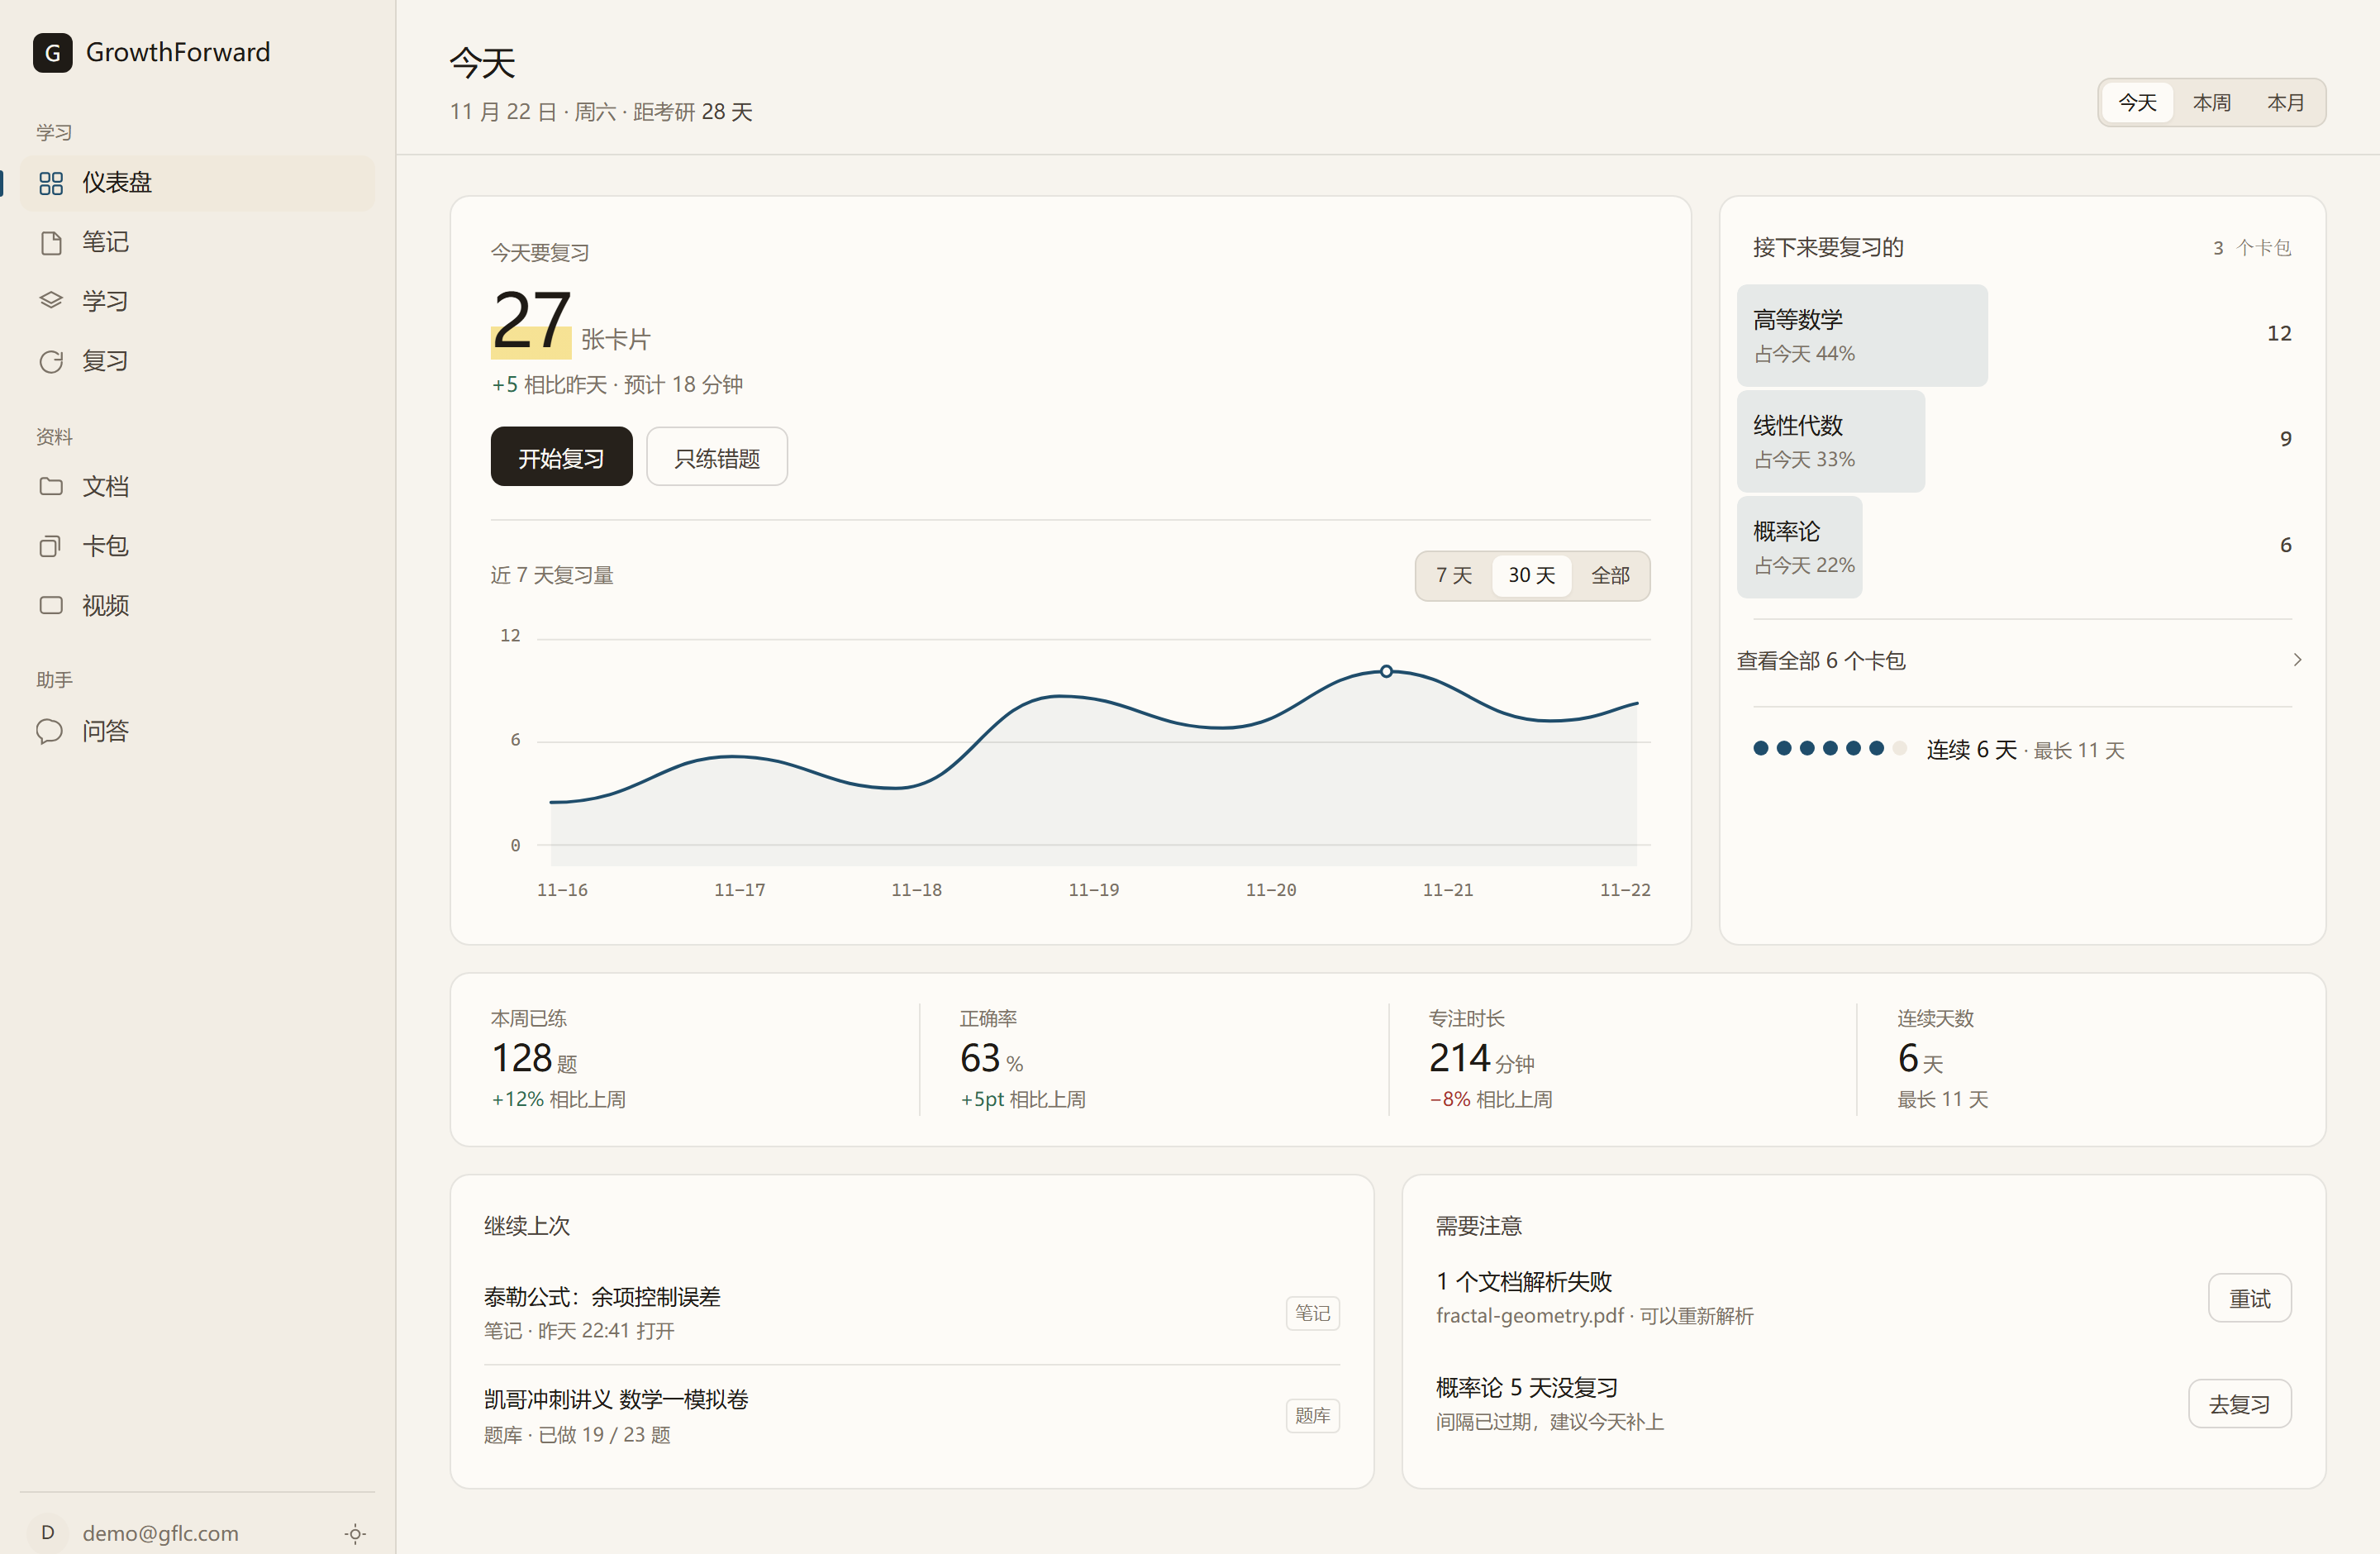 G GrowthForward
学习
仪表盘
笔记
学习
复习
资料
文档
卡包
视频
助手
问答
D demo@gflc.com
今天
11 月 22 日 · 周六 · 距考研 28 天
今天 本周 本月
今天要复习
27 张卡片
+5 相比昨天 · 预计 18 分钟
开始复习 只练错题
近 7 天复习量
7 天 30 天 全部
12
6
0
11-16 11-17 11-18 11-19 11-20 11-21 11-22
接下来要复习的 3 个卡包
高等数学 12
占今天 44%
线性代数 9
占今天 33%
概率论 6
占今天 22%
查看全部 6 个卡包
连续 6 天 · 最长 11 天
本周已练
128 题
+12% 相比上周
正确率
63 %
+5pt 相比上周
专注时长
214 分钟
−8% 相比上周
连续天数
6 天
最长 11 天
继续上次
泰勒公式：余项控制误差
笔记 · 昨天 22:41 打开
笔记
凯哥冲刺讲义 数学一模拟卷
题库 · 已做 19 / 23 题
题库
需要注意
1 个文档解析失败
fractal-geometry.pdf · 可以重新解析
重试
概率论 5 天没复习
间隔已过期，建议今天补上
去复习